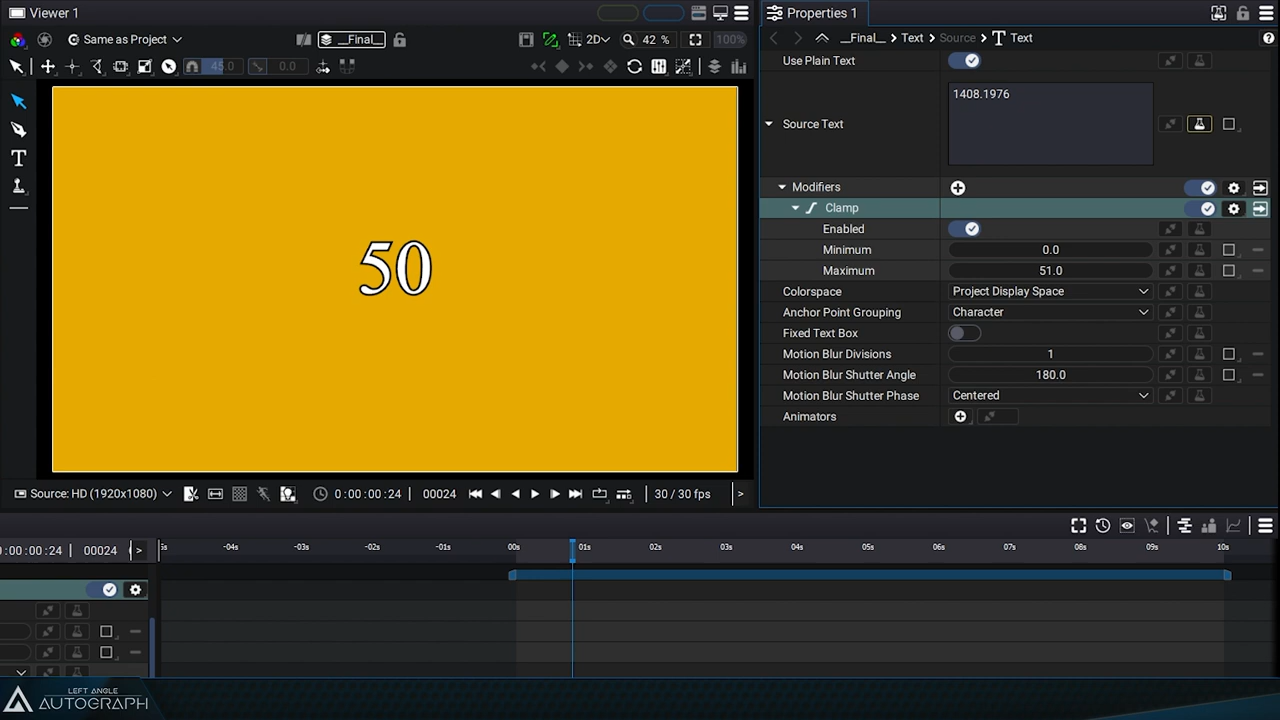 Viewer 1
Same as Project
__Final__
2D
42 %
100%
45.0
0.0
50
Source: HD (1920x1080)
0:00:00:24
00024
30 / 30 fps
>
Properties 1
__Final__ > Text > Source > Text
Use Plain Text
Source Text
1408.1976
Modifiers
Clamp
Enabled
Minimum
0.0
Maximum
51.0
Colorspace
Project Display Space
Anchor Point Grouping
Character
Fixed Text Box
Motion Blur Divisions
1
Motion Blur Shutter Angle
180.0
Motion Blur Shutter Phase
Centered
Animators
0:00:00:24
00024
>
-04s
-03s
-02s
-01s
00s
01s
02s
03s
04s
05s
06s
07s
08s
09s
10s
LEFT ANGLE
AUTOGRAPH